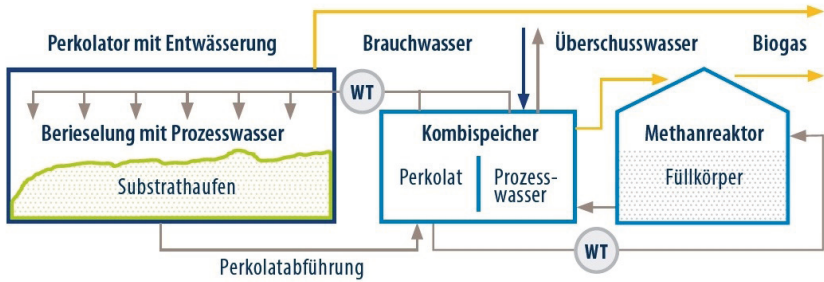 Perkolator mit Entwässerung
Brauchwasser
Überschusswasser
Biogas
WT
Berieselung mit Prozesswasser
Substrathaufen
Kombispeicher
Perkolat
Prozess-
wasser
Methanreaktor
Füllkörper
WT
Perkolatabführung